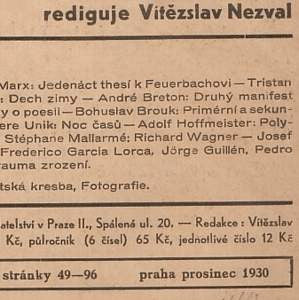 rediguje Vítězslav Nezval
Marx: Jedenáct thesí k Feuerbachovi — Tristan
: Dech zimy — André Breton: Druhý manifest
y o poesii — Bohuslav Brouk: Primérní a sekun-
ere Unik: Noc časů — Adolf Hoffmeister: Poly-
Stéphane Mallarmé; Richard Wagner — Josef
Frederico Garcia Lorca, Jörge Guillén, Pedro
rauma zrození.
tská kresba, Fotografie.
atelství v Praze II., Spálená ul. 20. — Redakce: Vítězslav
Kč, půlročník (6 čísel) 65 Kč, jednotlivé číslo 12 Kč
stránky 49—96 praha prosinec 1930